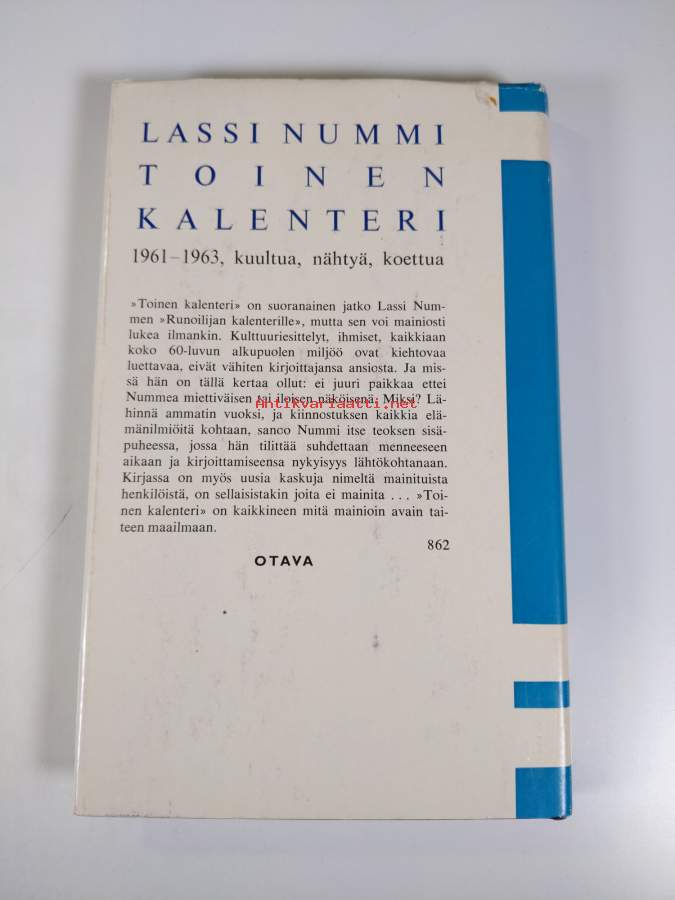 LASSI NUMMI
TOINEN
KALENTERI
1961–1963, kuultua, nähtyä, koettua
»Toinen kalenteri» on suoranainen jatko Lassi Num-
men »Runoilijan kalenterille», mutta sen voi mainiosti
lukea ilmankin. Kulttuuriesittelyt, ihmiset, kaikkiaan
koko 60-luvun alkupuolen miljöö ovat kiehtovaa
luettavaa, eivät vähiten kirjoittajansa ansiosta. Ja mis-
sä hän on tällä kertaa ollut: ei juuri paikkaa ettei
Antikvariaatti.net
Nummea miettiväisen tai iloisen näköisenä. Miksi? Lä-
hinnä ammatin vuoksi, ja kiinnostuksen kaikkia elä-
mänilmiöitä kohtaan, sanoo Nummi itse teoksen sisä-
puheessa, jossa hän tilittää suhdettaan menneeseen
aikaan ja kirjoittamiseensa nykyisyys lähtökohtanaan.
Kirjassa on myös uusia kaskuja nimeltä mainituista
henkilöistä, on sellaisistakin joita ei mainita . . . »Toi-
nen kalenteri» on kaikkineen mitä mainioin avain tai-
teen maailmaan.
862
OTAVA